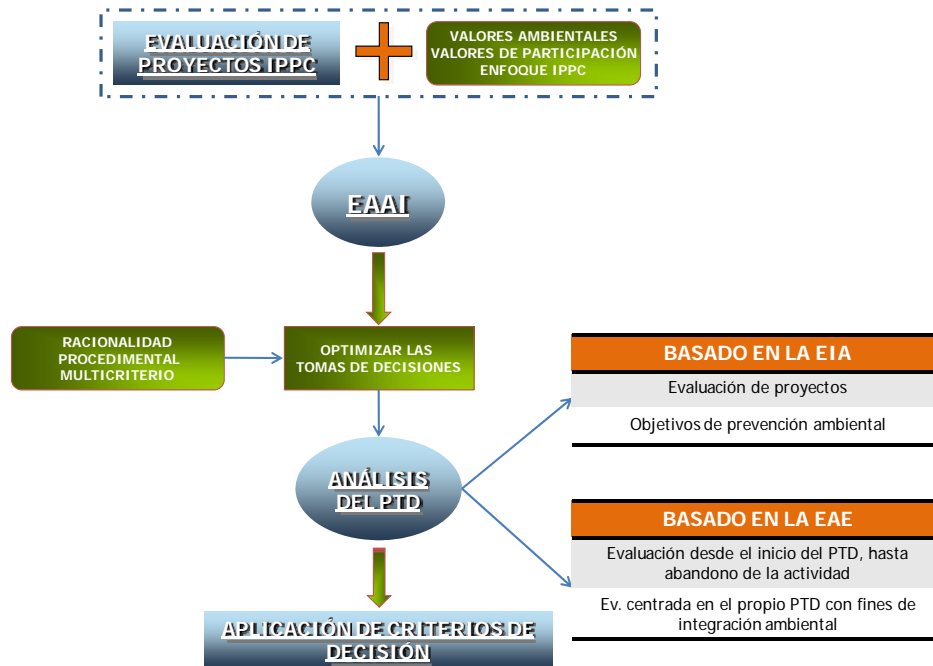 EVALUACIÓN DE
PROYECTOS IPPC
VALORES AMBIENTALES
VALORES DE PARTICIPACIÓN
ENFOQUE IPPC
EAAI
RACIONALIDAD
PROCEDIMENTAL
MULTICRITERIO
OPTIMIZAR LAS
TOMAS DE DECISIONES
BASADO EN LA EIA
Evaluación de proyectos
Objetivos de prevención ambiental
ANÁLISIS
DEL PTD
BASADO EN LA EAE
Evaluación desde el inicio del PTD, hasta
abandono de la actividad
Ev. centrada en el propio PTD con fines de
integración ambiental
APLICACIÓN DE CRITERIOS DE
DECISIÓN